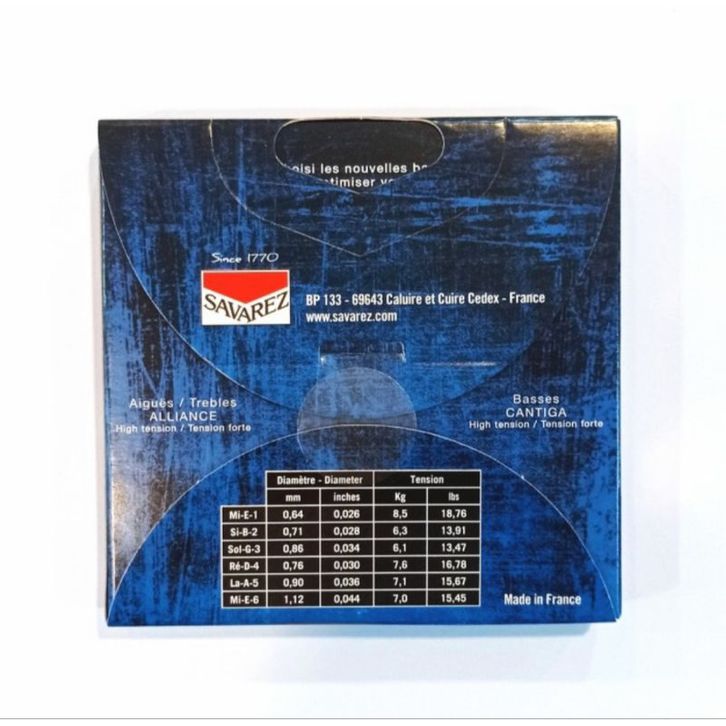 oisi les nouvelles
timiser
Since 1770
SAVAREZ
BP 133 - 69643 Caluire et Cuire Cedex - France
www.savarez.com
Aiguës / Trebles
ALLIANCE
High tension / Tension forte
Basses
CANTIGA
High tension / Tension forte
Diamètre - Diameter Tension
mm inches Kg lbs
Mi-E-1 0,64 0,026 8,5 18,76
Si-B-2 0,71 0,028 6,3 13,91
Sol-G-3 0,86 0,034 6,1 13,47
Ré-D-4 0,76 0,030 7,6 16,78
La-A-5 0,90 0,036 7,1 15,67
Mi-E-6 1,12 0,044 7,0 15,45
Made in France